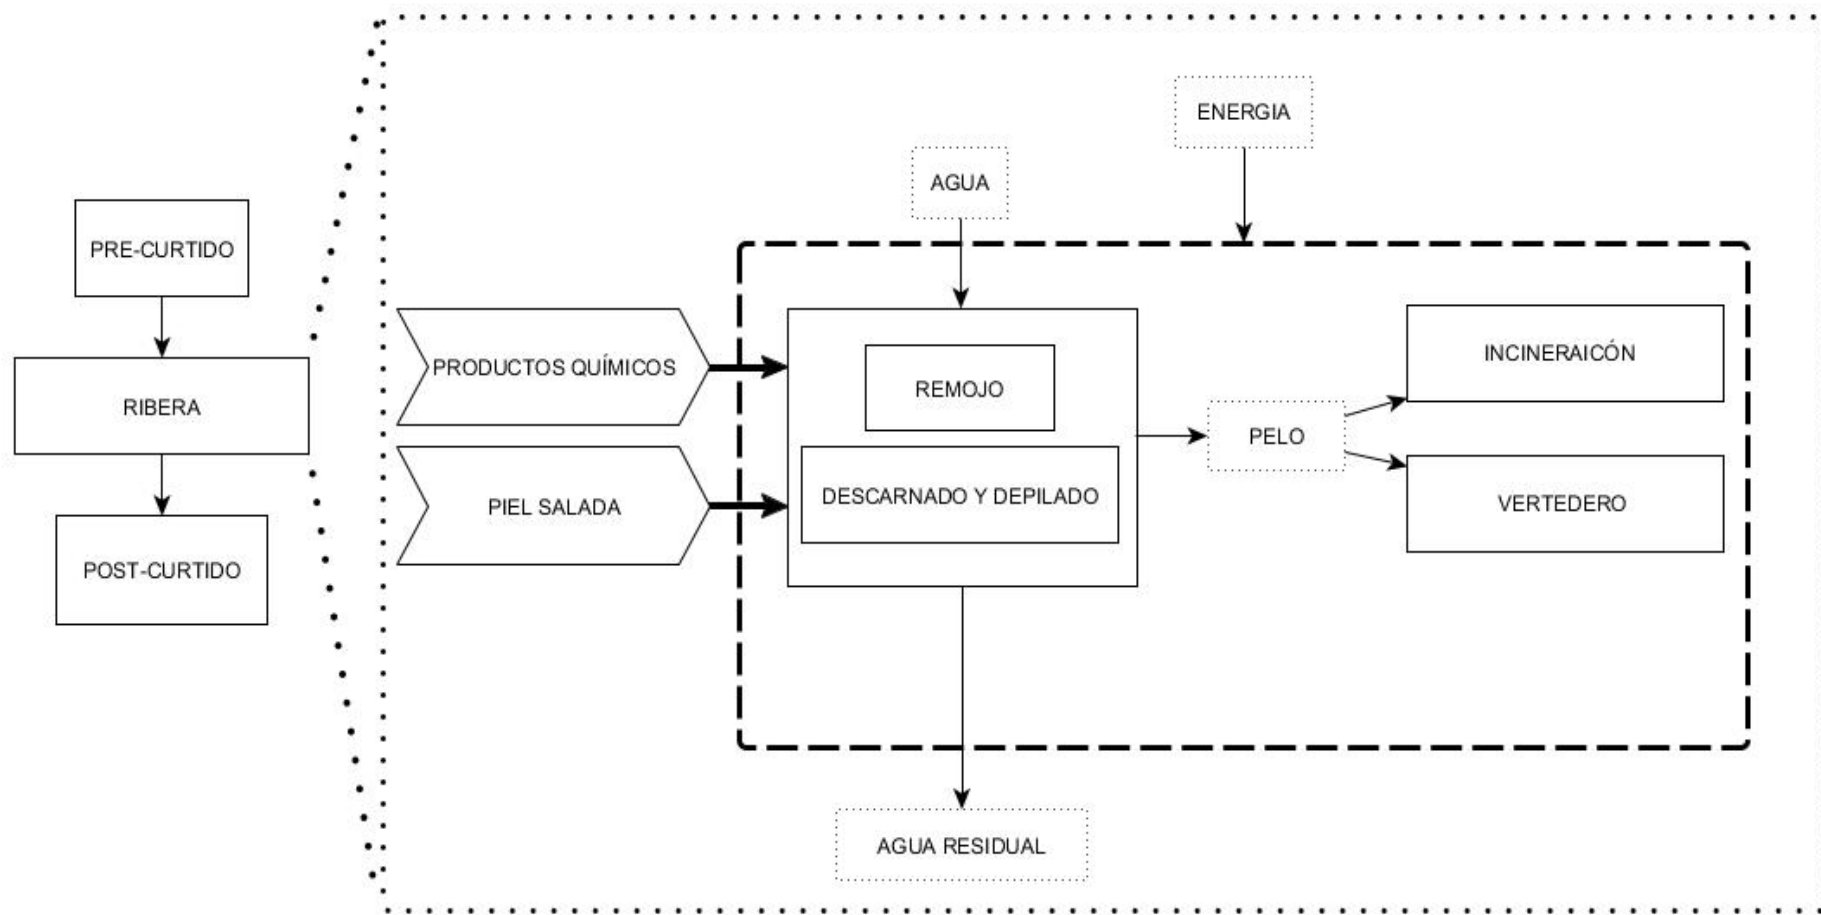 ENERGIA
AGUA
PRE-CURTIDO
RIBERA
POST-CURTIDO
PRODUCTOS QUÍMICOS
PIEL SALADA
REMOJO
DESCARNADO Y DEPILADO
PELO
INCINERAICÓN
VERTEDERO
AGUA RESIDUAL